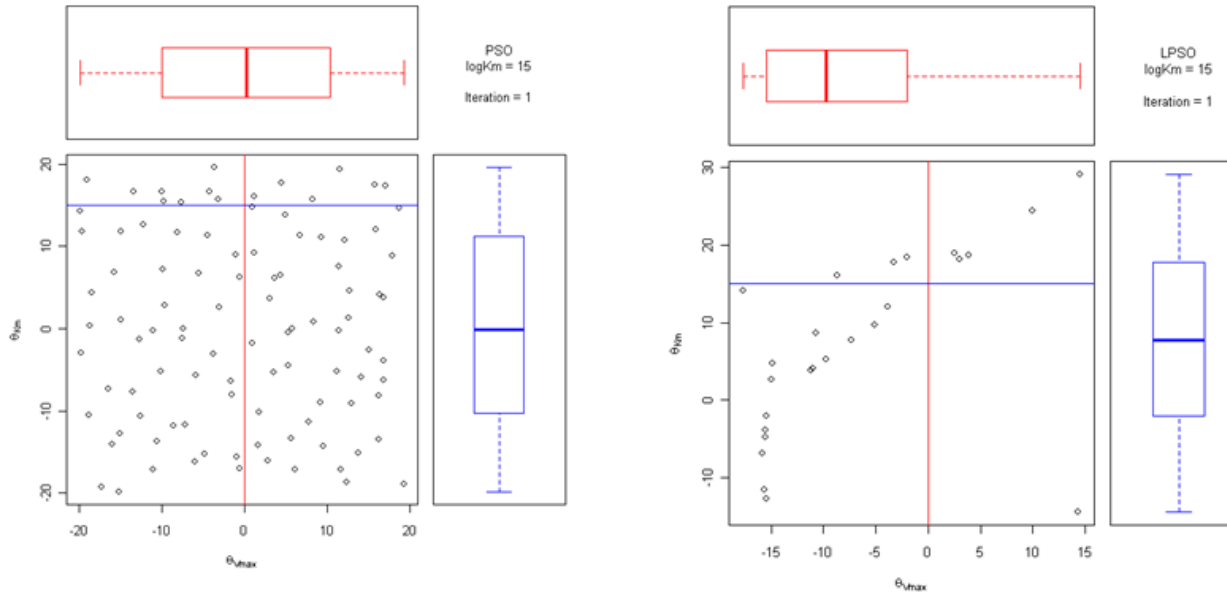 PSO
logKm = 15
Iteration = 1
20
10
0
-10
-20
θKm
-20 -10 0 10 20
θVmax
LPSO
logKm = 15
Iteration = 1
30
20
10
0
-10
θKm
-15 -10 -5 0 5 10 15
θVmax